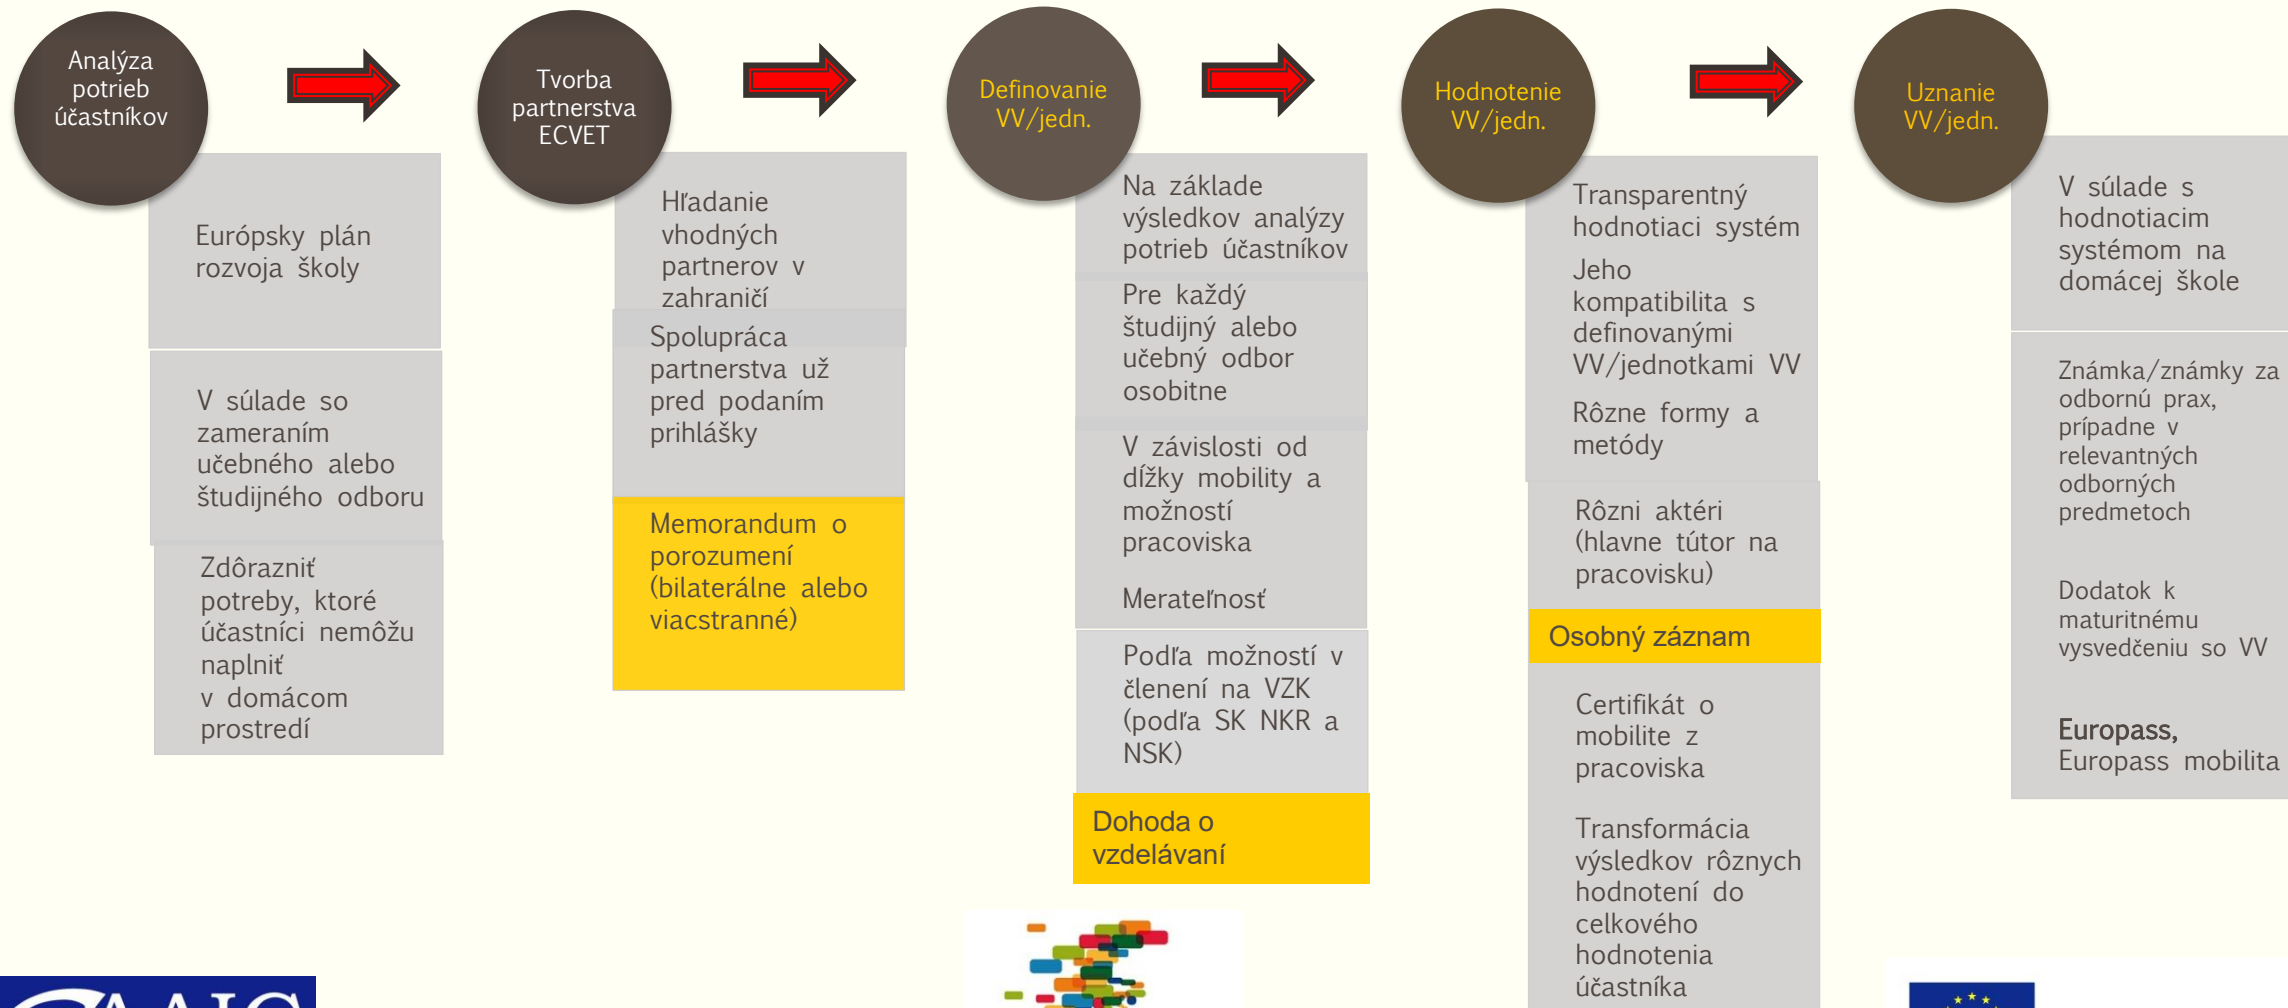 Analýza
potrieb
účastníkov
Európsky plán
rozvoja školy
V súlade so
zameraním
učebného alebo
študijného odboru
Zdôrazniť
potreby, ktoré
účastníci nemôžu
naplniť
v domácom
prostredí
Tvorba
partnerstva
ECVET
Hľadanie
vhodných
partnerov v
zahraničí
Spolupráca
partnerstva už
pred podaním
prihlášky
Memorandum o
porozumení
(bilaterálne alebo
viacstranné)
Definovanie
VV/jedn.
Na základe
výsledkov analýzy
potrieb účastníkov
Pre každý
študijný alebo
učebný odbor
osobitne
V závislosti od
dĺžky mobility a
možností
pracoviska
Merateľnosť
Podľa možností v
členení na VZK
(podľa SK NKR a
NSK)
Dohoda o
vzdelávaní
Hodnotenie
VV/jedn.
Transparentný
hodnotiaci systém
Jeho
kompatibilita s
definovanými
VV/jednotkami VV
Rôzne formy a
metódy
Rôzni aktéri
(hlavne tútor na
pracovisku)
Osobný záznam
Certifikát o
mobilite z
pracoviska
Transformácia
výsledkov rôznych
hodnotení do
celkového
hodnotenia
účastníka
Uznanie
VV/jedn.
V súlade s
hodnotiacim
systémom na
domácej škole
Známka/známky za
odbornú prax,
prípadne v
relevantných
odborných
predmetoch
Dodatok k
maturitnému
vysvedčeniu so VV
Europass,
Europass mobilita